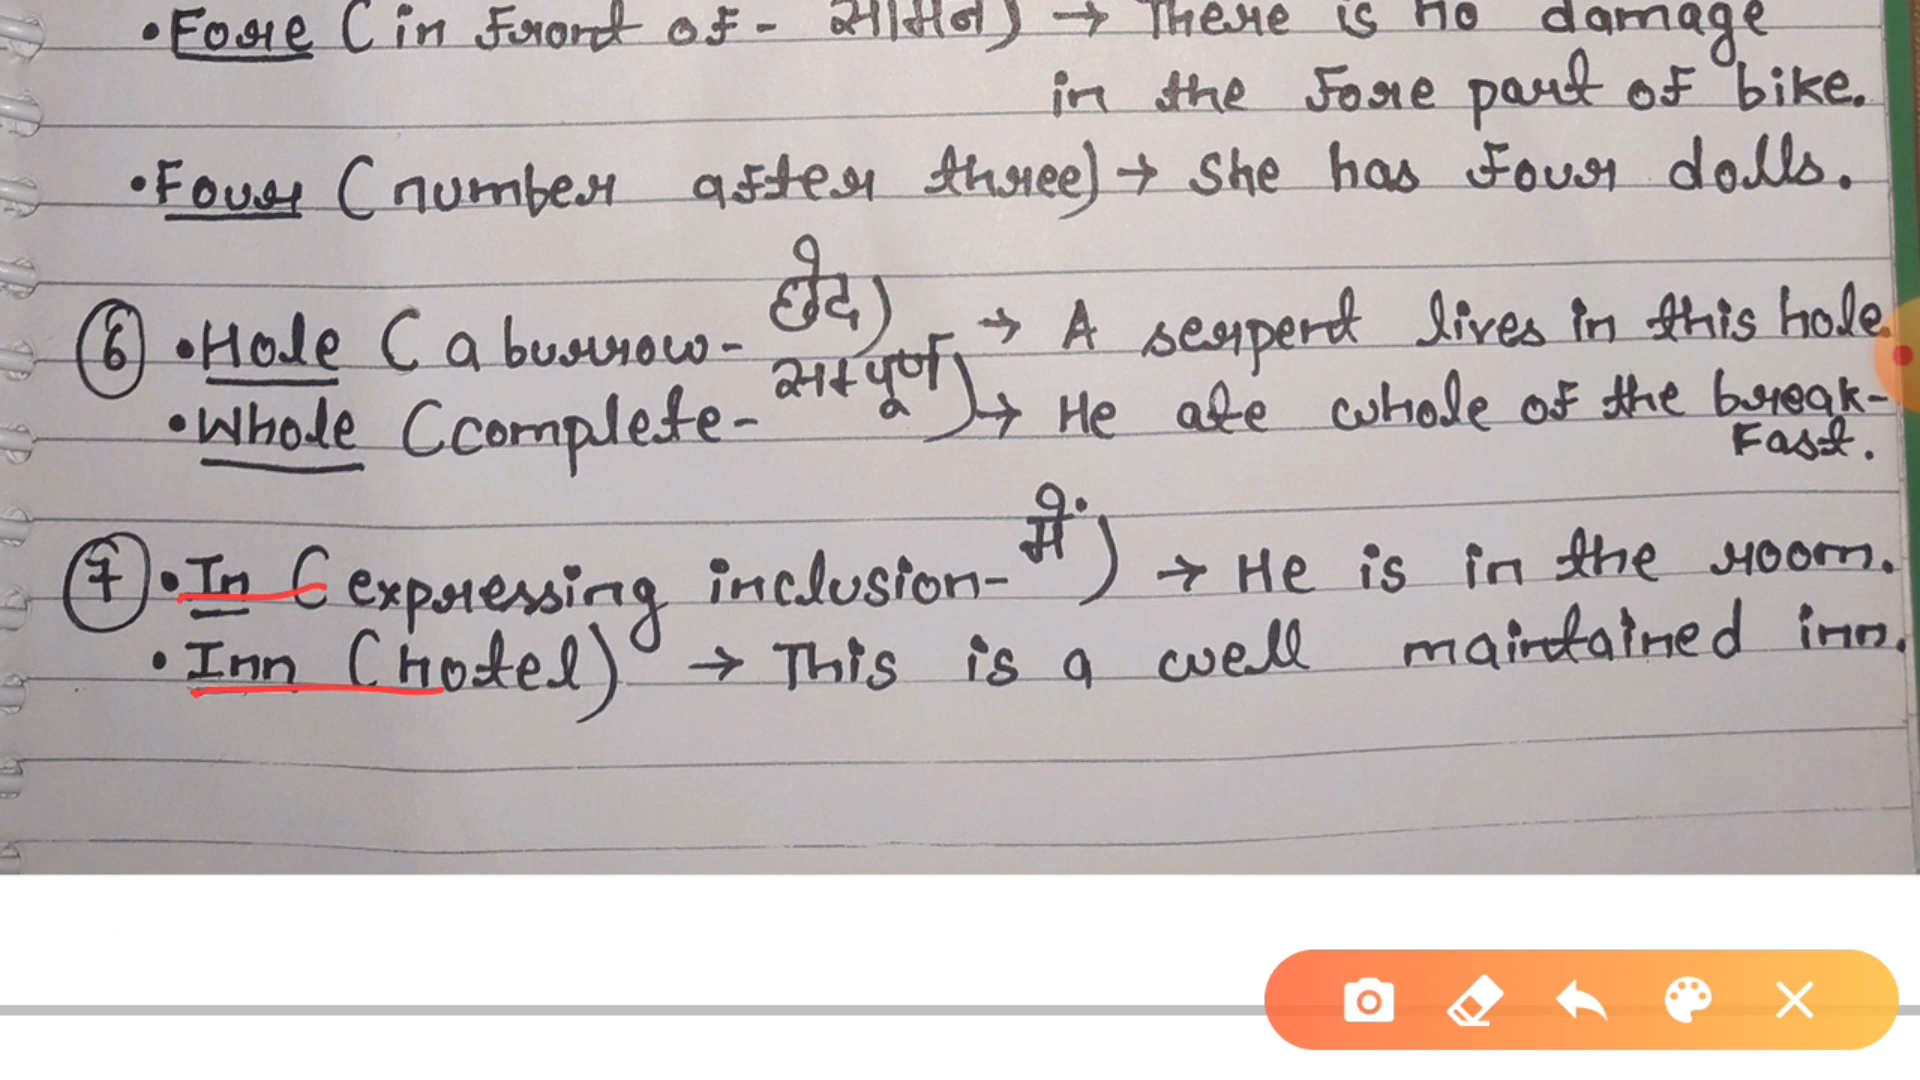 •Fore (in front of - सामने) → There is no damage
in the fore part of bike.
•Four (number after three) → She has four dolls.
⑥ •Hole (a burrow- छेद) → A serpent lives in this hole.
•Whole (complete- सम्पूर्ण) → He ate whole of the break-
fast.
⑦ •In (expressing inclusion- में) → He is in the room.
•Inn (hotel) → This is a well maintained inn.